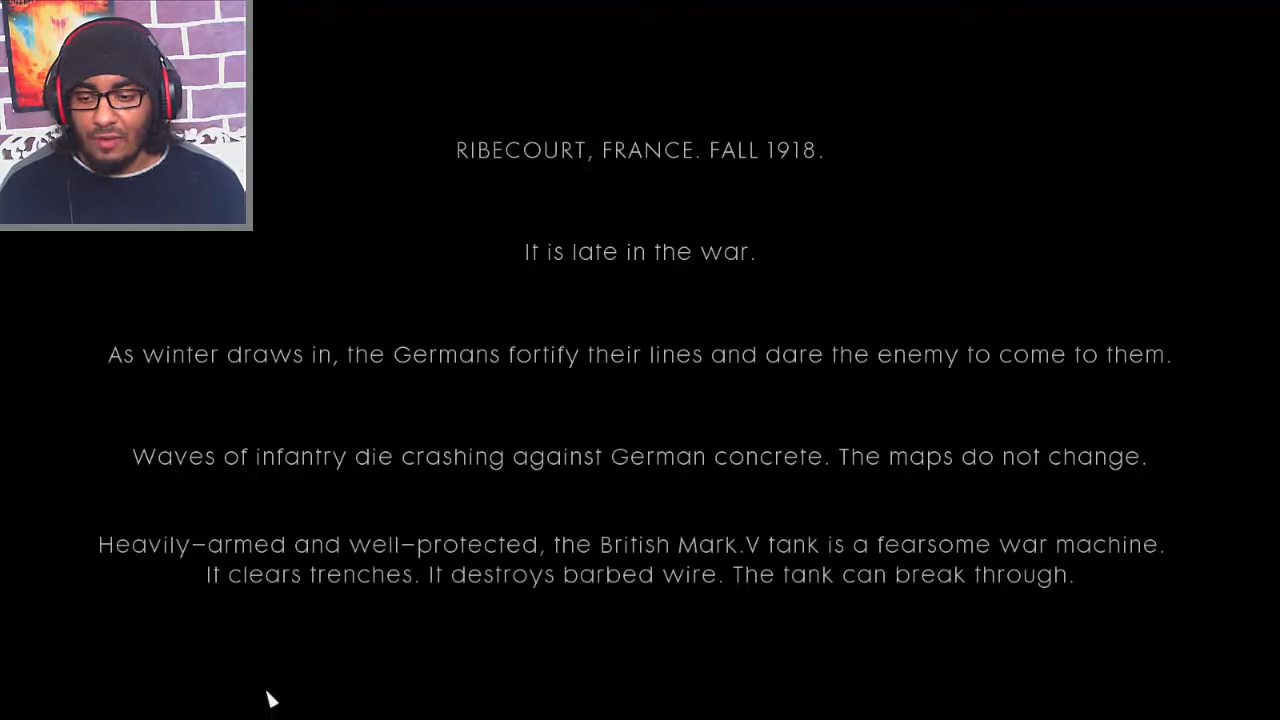 RIBECOURT, FRANCE. FALL 1918.
It is late in the war.
As winter draws in, the Germans fortify their lines and dare the enemy to come to them.
Waves of infantry die crashing against German concrete. The maps do not change.
Heavily-armed and well-protected, the British Mark.V tank is a fearsome war machine.
It clears trenches. It destroys barbed wire. The tank can break through.